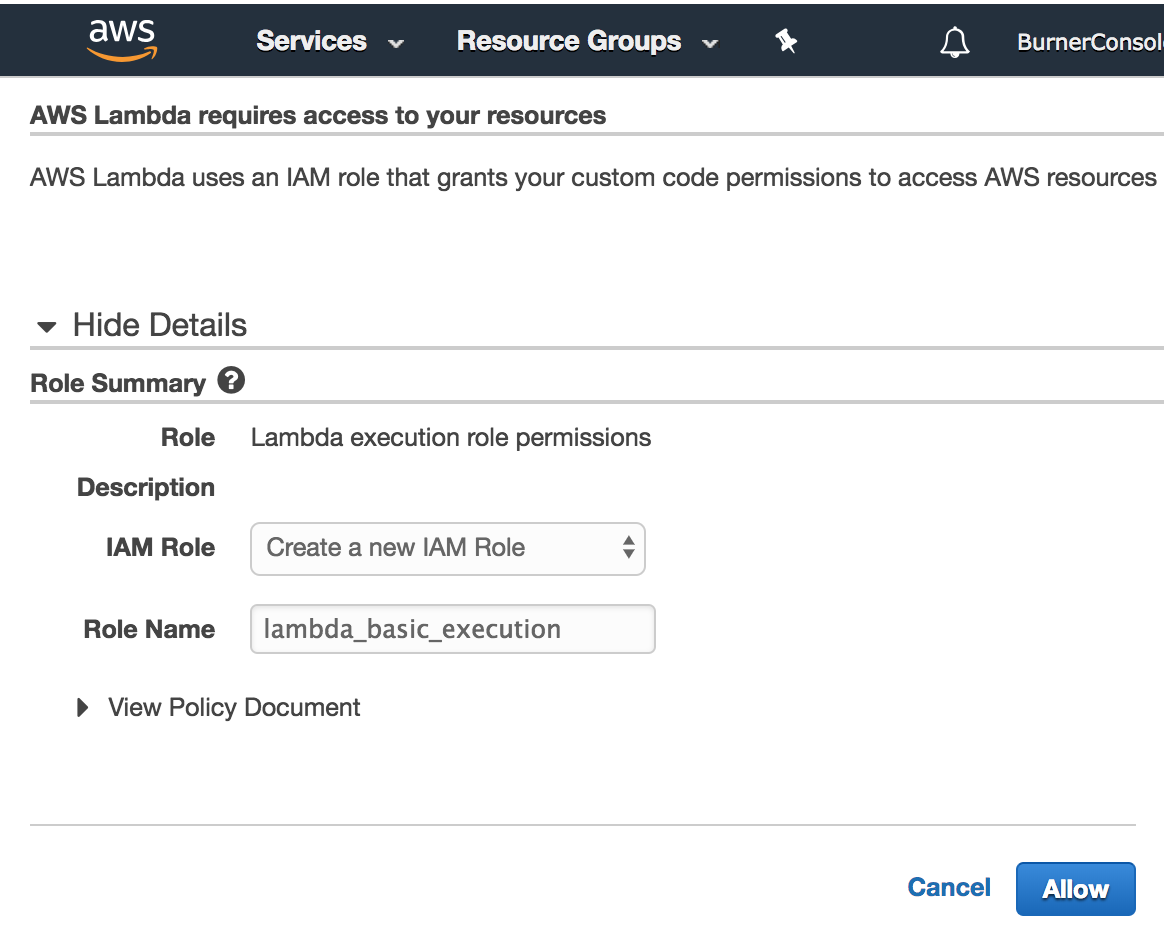 aws Services Resource Groups BurnerConsol
AWS Lambda requires access to your resources
AWS Lambda uses an IAM role that grants your custom code permissions to access AWS resources
Hide Details
Role Summary ?
Role Lambda execution role permissions
Description
IAM Role Create a new IAM Role
Role Name lambda_basic_execution
View Policy Document
Cancel Allow